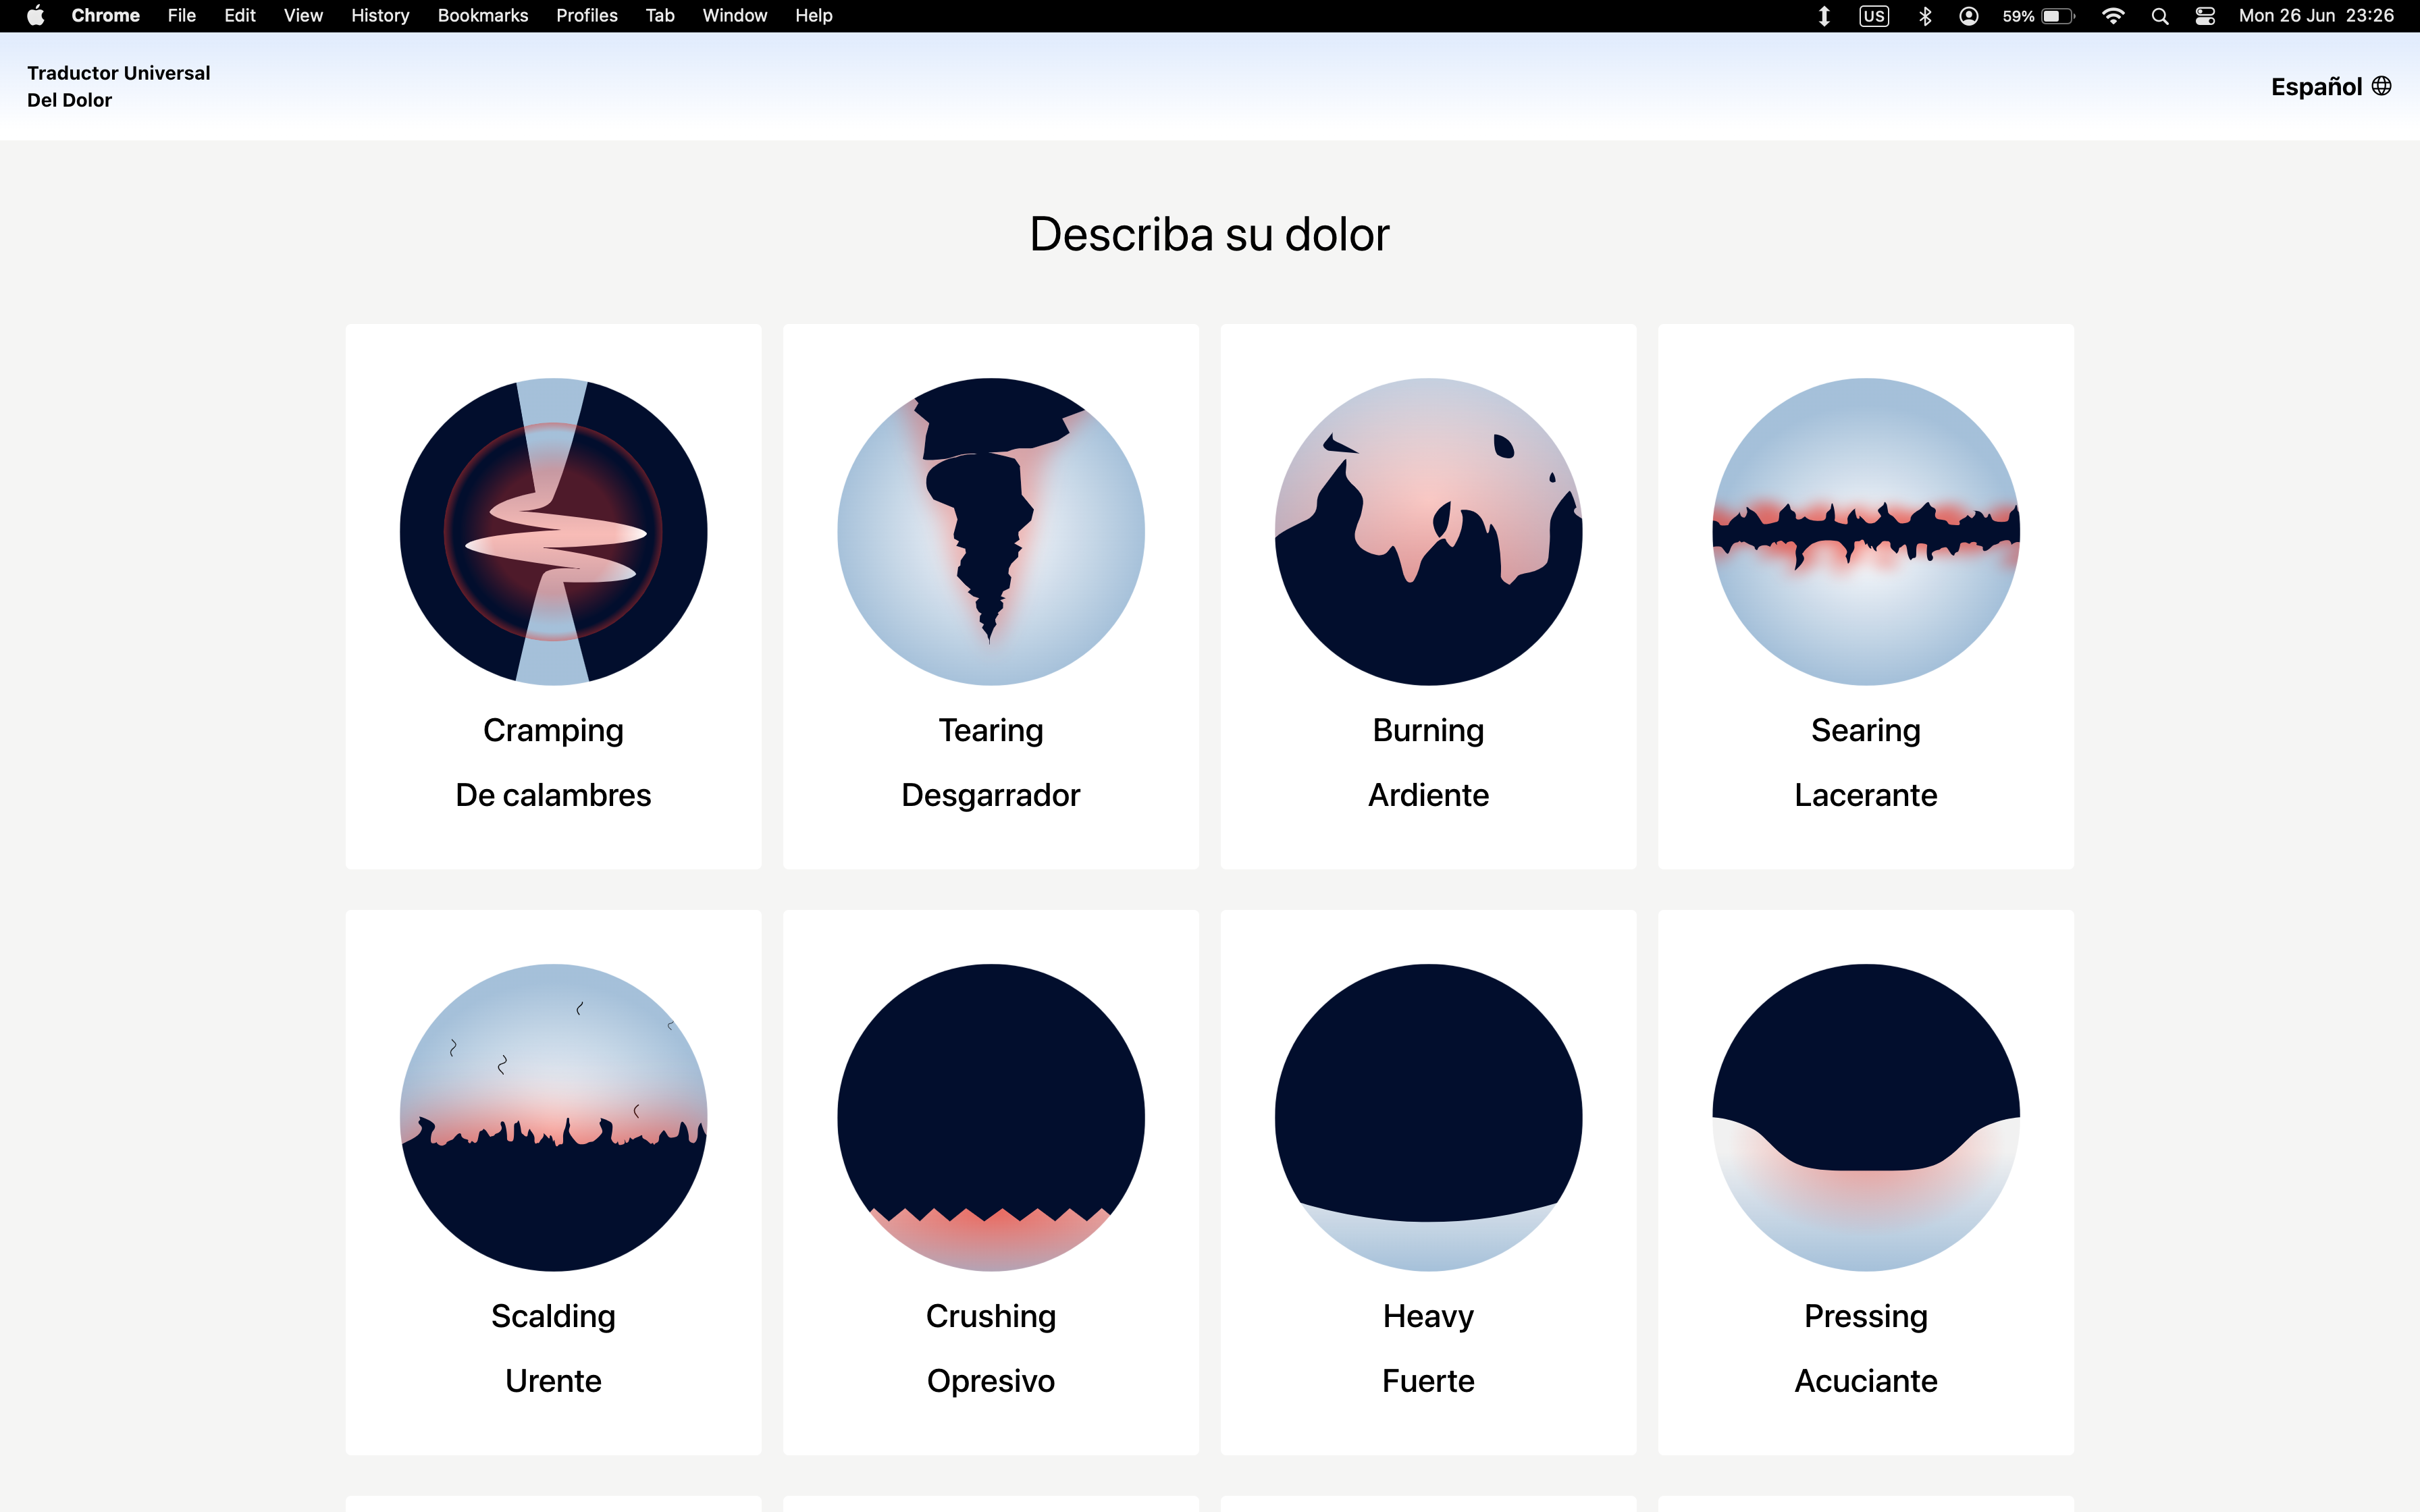 Chrome File Edit View History Bookmarks Profiles Tab Window Help US 59% Mon 26 Jun 23:26
Traductor Universal
Del Dolor
Español
Describa su dolor
Cramping
De calambres
Tearing
Desgarrador
Burning
Ardiente
Searing
Lacerante
Scalding
Urente
Crushing
Opresivo
Heavy
Fuerte
Pressing
Acuciante